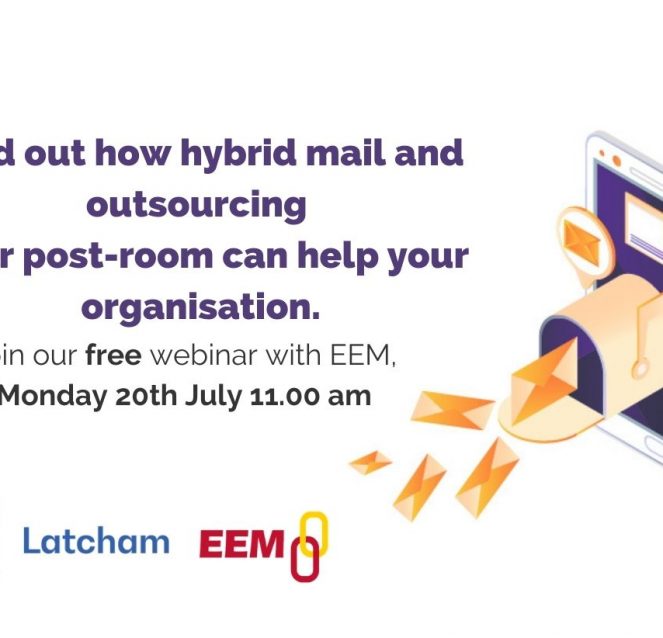 d out how hybrid mail and
outsourcing
r post-room can help your
organisation.
in our free webinar with EEM,
Monday 20th July 11.00 am
Latcham
EEM